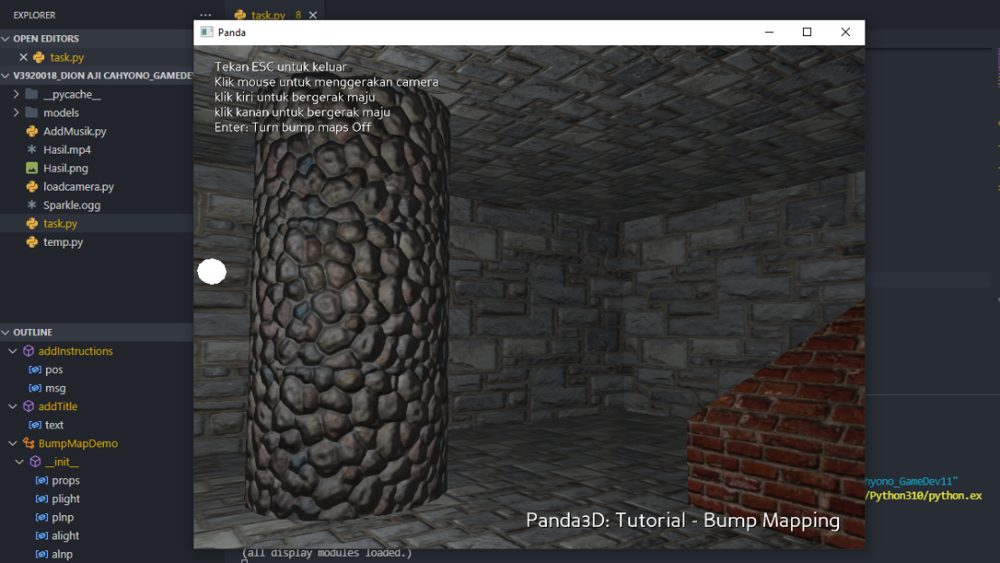 EXPLORER
task.py 8
OPEN EDITORS
task.py
V3920018_DION AJI CAHYONO_GAMEDE
__pycache__
models
AddMusik.py
Hasil.mp4
Hasil.png
loadcamera.py
Sparkle.ogg
task.py
temp.py
OUTLINE
addInstructions
pos
msg
addTitle
text
BumpMapDemo
__init__
props
plight
plnp
alight
alnp
Panda
Tekan ESC untuk keluar
Klik mouse untuk menggerakan camera
klik kiri untuk bergerak maju
klik kanan untuk bergerak maju
Enter: Turn bump maps Off
Panda3D: Tutorial - Bump Mapping
hyono_GameDev11"
/Python310/python.ex
(all display modules loaded.)